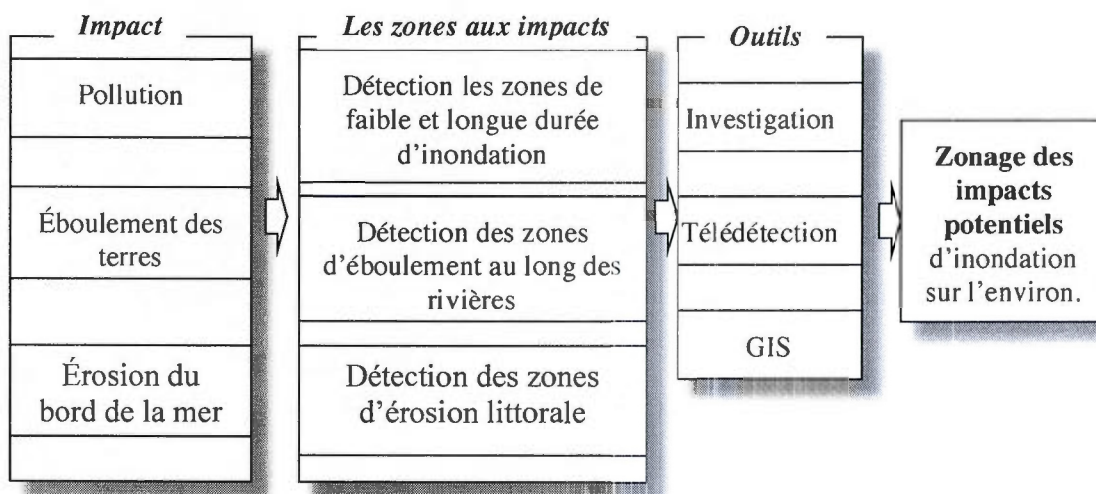 Impact
Pollution
Éboulement des
terres
Érosion du
bord de la mer
Les zones aux impacts
Détection les zones de
faible et longue durée
d'inondation
Détection des zones
d'éboulement au long des
rivières
Détection des zones
d'érosion littorale
Outils
Investigation
Télédétection
GIS
Zonage des
impacts
potentiels
d'inondation
sur l'environ.